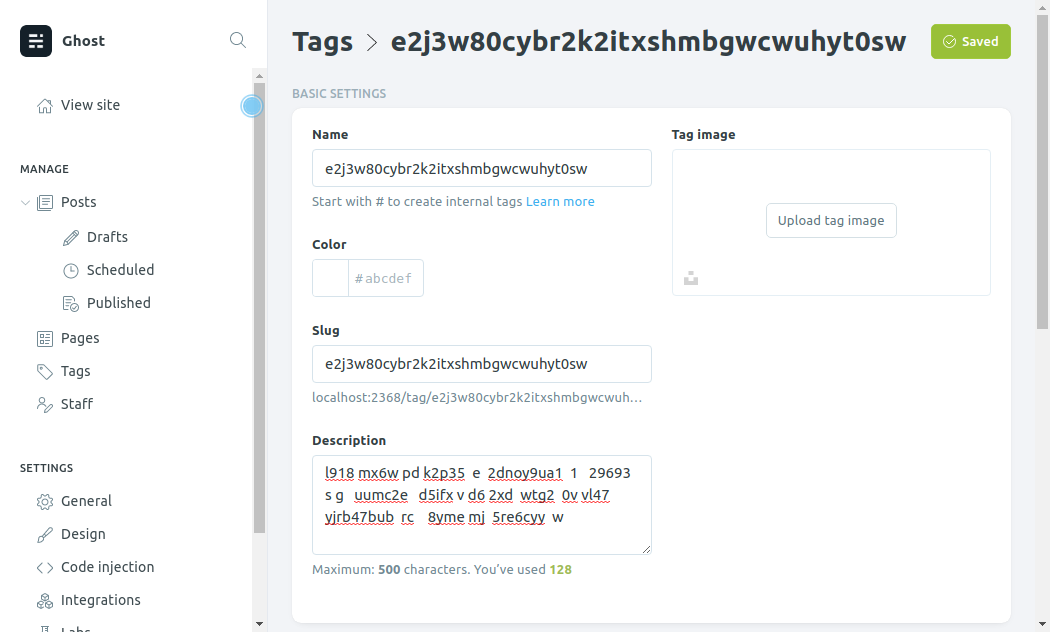 Ghost
View site
MANAGE
Posts
Drafts
Scheduled
Published
Pages
Tags
Staff
SETTINGS
General
Design
Code injection
Integrations
Labs
Tags > e2j3w80cybr2k2itxshmbgwcwuhyt0sw
Saved
BASIC SETTINGS
Name
e2j3w80cybr2k2itxshmbgwcwuhyt0sw
Start with # to create internal tags Learn more
Color
#abcdef
Slug
e2j3w80cybr2k2itxshmbgwcwuhyt0sw
localhost:2368/tag/e2j3w80cybr2k2itxshmbgwcwuh…
Description
l918 mx6w pd k2p35 e 2dnoy9ua1 1 29693
s g uumc2e d5ifx v d6 2xd wtg2 0v vl47
yjrb47bub rc 8yme mj 5re6cyy w
Maximum: 500 characters. You've used 128
Tag image
Upload tag image